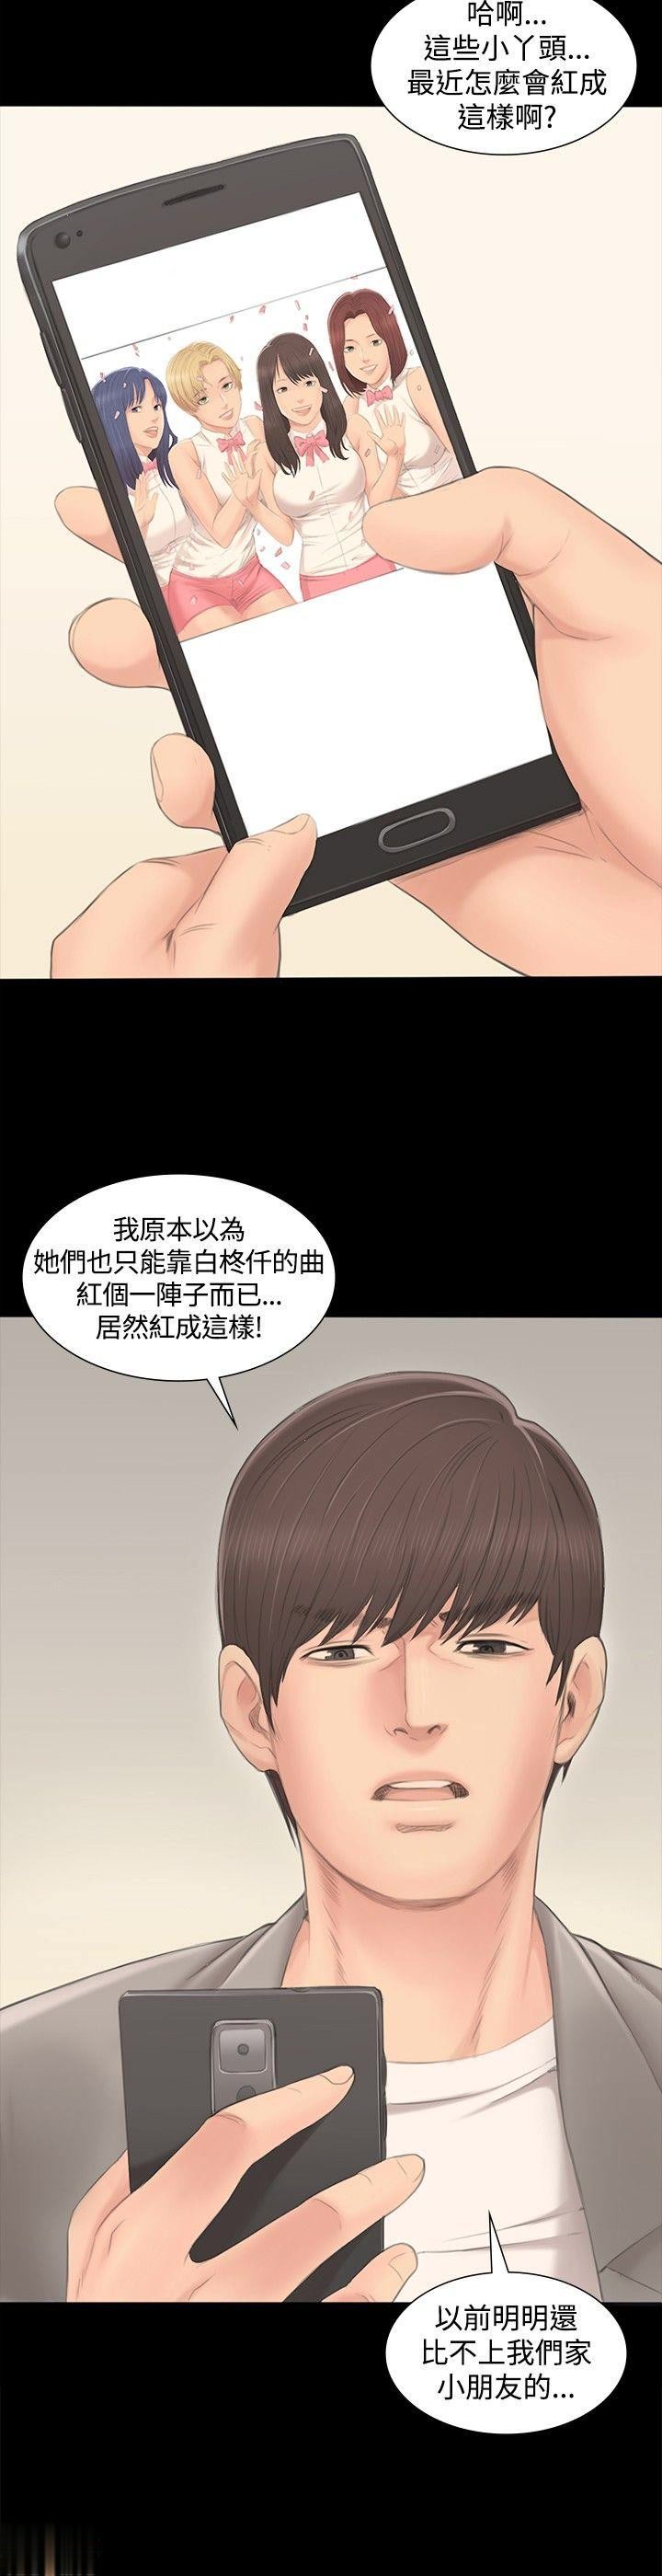 哈啊...
這些小丫頭...
最近怎麼會紅成
這樣啊?
我原本以為
她們也只能靠白柊仟的曲
紅個一陣子而已...
居然紅成這樣!
以前明明還
比不上我們家
小朋友的...